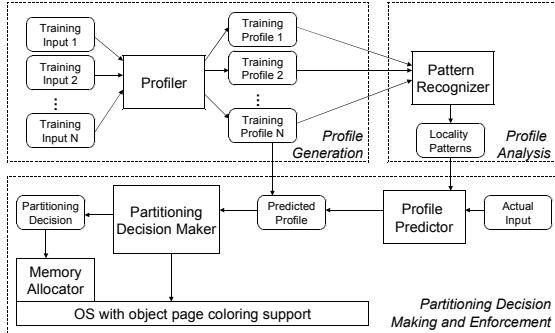 Training
Input 1
Training
Input 2
⋮
Training
Input N
Profiler
Training
Profile 1
Training
Profile 2
⋮
Training
Profile N
Profile
Generation
Pattern
Recognizer
Locality
Patterns
Profile
Analysis
Partitioning
Decision
Partitioning
Decision Maker
Predicted
Profile
Profile
Predictor
Actual
Input
Memory
Allocator
OS with object page coloring support
Partitioning Decision
Making and Enforcement